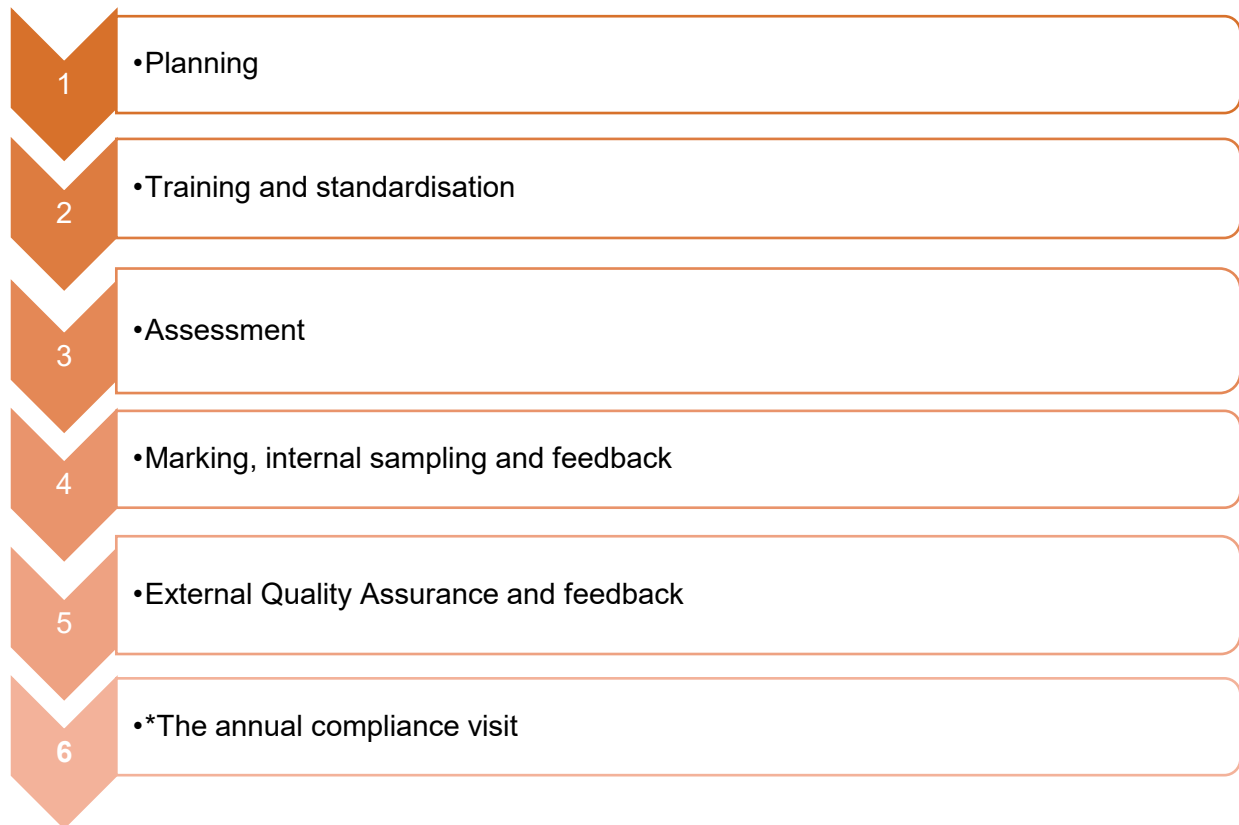 1
•Planning
2
•Training and standardisation
3
•Assessment
4
•Marking, internal sampling and feedback
5
•External Quality Assurance and feedback
6
•*The annual compliance visit